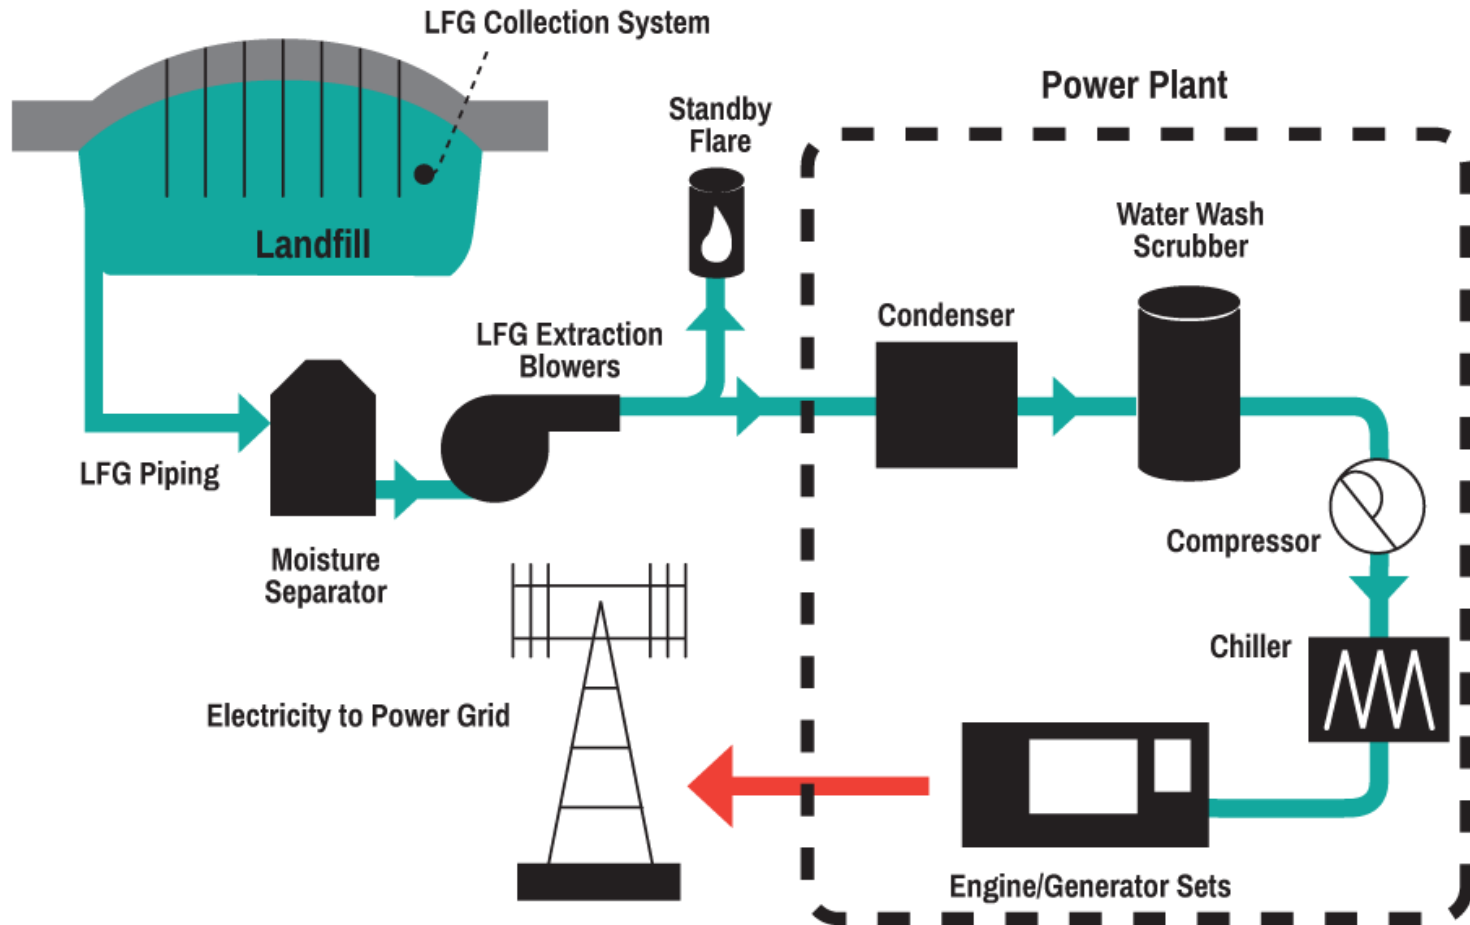 LFG Collection System
Power Plant
Standby
Flare
Water Wash
Scrubber
Landfill
Condenser
LFG Extraction
Blowers
LFG Piping
Compressor
Moisture
Separator
Chiller
Electricity to Power Grid
Engine/Generator Sets